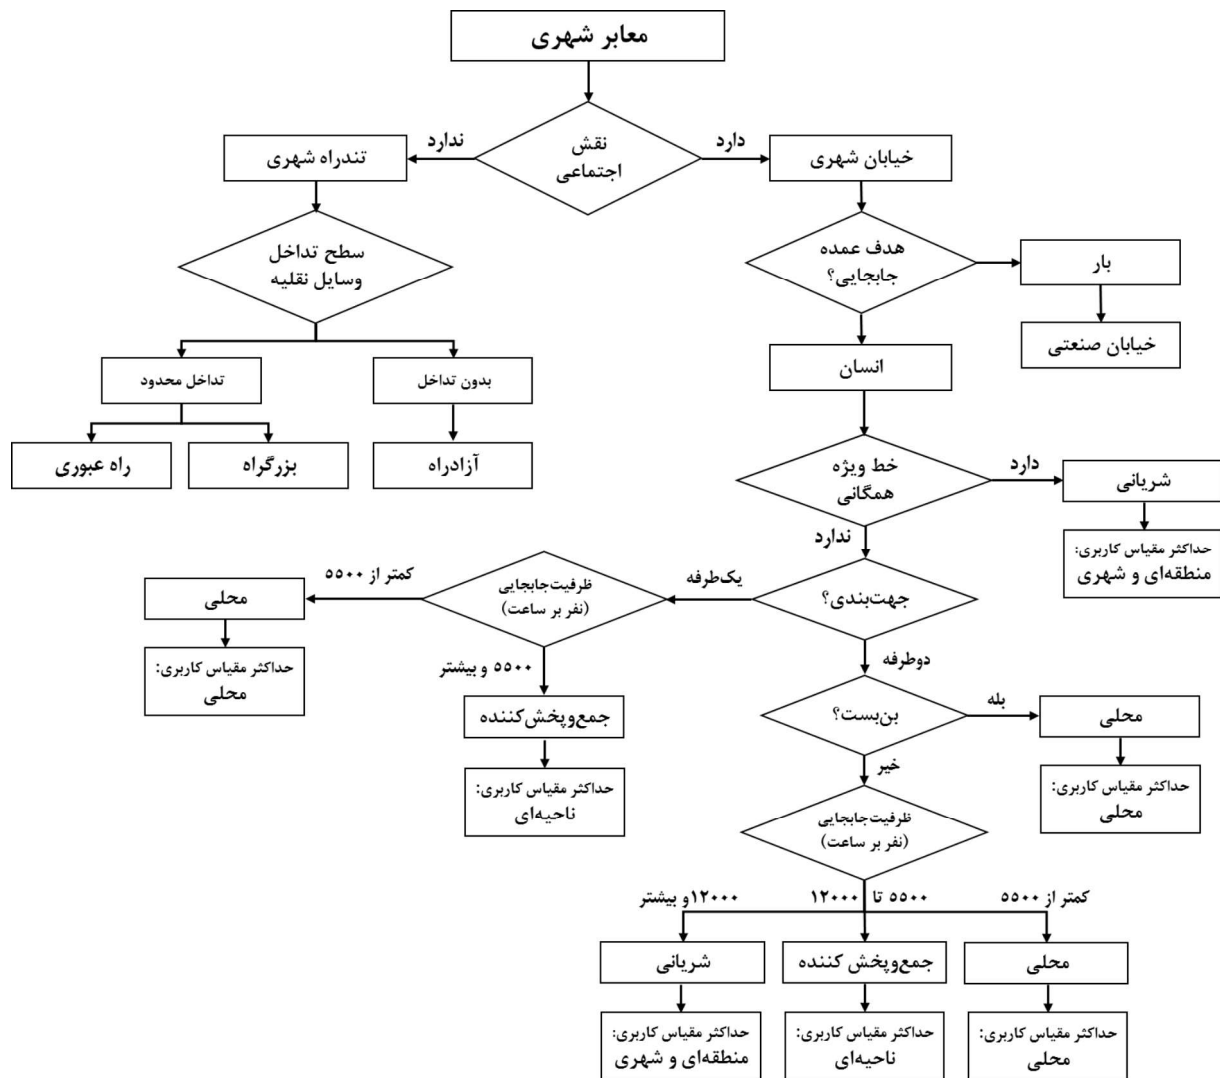 معابر شهری
نقش
اجتماعی
دارد
ندارد
خیابان شهری
تندراه شهری
هدف عمده
جابجایی؟
بار
خیابان صنعتی
سطح تداخل
وسایل نقلیه
انسان
بدون تداخل
تداخل محدود
آزادراه
بزرگراه
راه عبوری
خط ویژه
همگانی
دارد
شریانی
حداکثر مقیاس کاربری:
منطقه‌ای و شهری
ندارد
جهت‌بندی؟
یک‌طرفه
ظرفیت‌جابجایی
(نفر بر ساعت)
کمتر از ۵۵۰۰
محلی
حداکثر مقیاس کاربری:
محلی
۵۵۰۰ و بیشتر
جمع‌وپخش‌کننده
حداکثر مقیاس کاربری:
ناحیه‌ای
دوطرفه
بن‌بست؟
بله
محلی
حداکثر مقیاس کاربری:
محلی
خیر
ظرفیت‌جابجایی
(نفر بر ساعت)
کمتر از ۵۵۰۰
۵۵۰۰ تا ۱۲۰۰۰
۱۲۰۰۰و بیشتر
محلی
جمع‌وپخش کننده
شریانی
حداکثر مقیاس کاربری:
محلی
حداکثر مقیاس کاربری:
ناحیه‌ای
حداکثر مقیاس کاربری:
منطقه‌ای و شهری